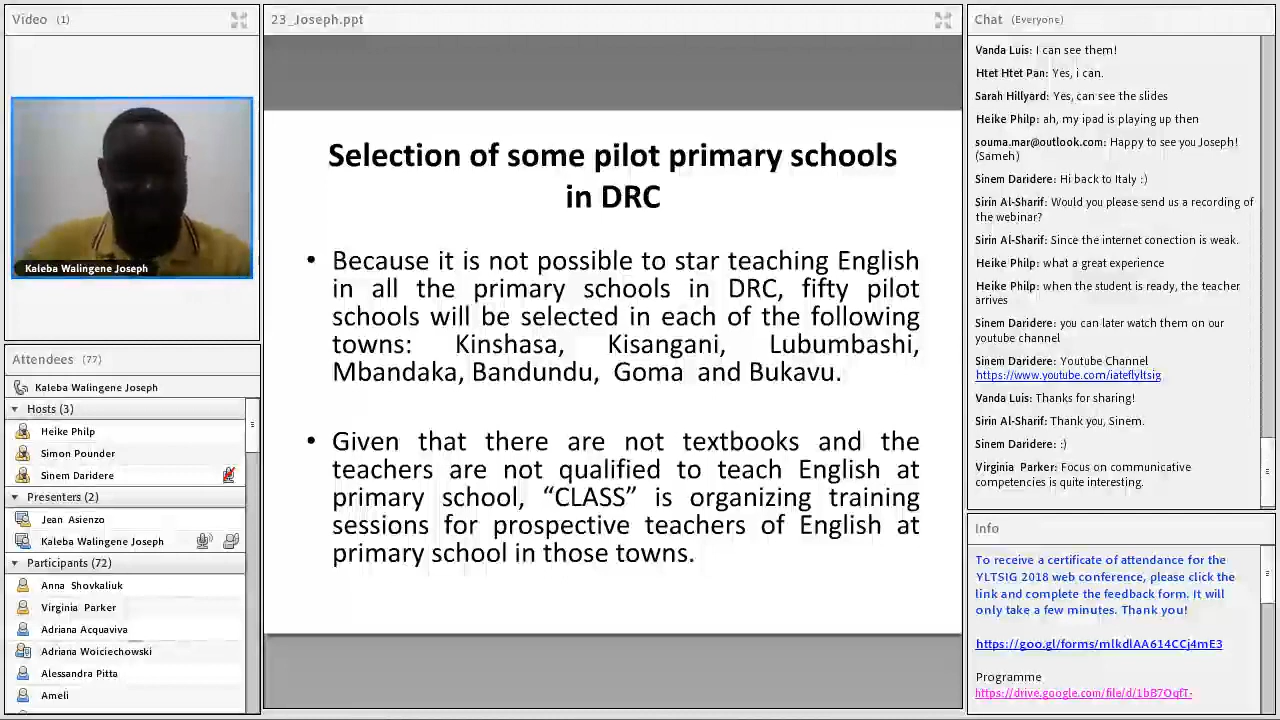 Video (1)
Kaleba Walingene Joseph
Attendees (77)
Kaleba Walingene Joseph
Hosts (3)
Heike Philp
Simon Pounder
Sinem Daridere
Presenters (2)
Jean Asienzo
Kaleba Walingene Joseph
Participants (72)
Anna Shovkaliuk
Virginia Parker
Adriana Acquaviva
Adriana Woiciechowski
Alessandra Pitta
Ameli
23_Joseph.ppt
Selection of some pilot primary schools
in DRC
• Because it is not possible to star teaching English
in all the primary schools in DRC, fifty pilot
schools will be selected in each of the following
towns: Kinshasa, Kisangani, Lubumbashi,
Mbandaka, Bandundu, Goma and Bukavu.
• Given that there are not textbooks and the
teachers are not qualified to teach English at
primary school, “CLASS” is organizing training
sessions for prospective teachers of English at
primary school in those towns.
Chat (Everyone)
Vanda Luis: I can see them!
Htet Htet Pan: Yes, i can.
Sarah Hillyard: Yes, can see the slides
Heike Philp: ah, my ipad is playing up then
souma.mar@outlook.com: Happy to see you Joseph!
(Sameh)
Sinem Daridere: Hi back to Italy :)
Sirin Al-Sharif: Would you please send us a recording of
the webinar?
Sirin Al-Sharif: Since the internet conection is weak.
Heike Philp: what a great experience
Heike Philp: when the student is ready, the teacher
arrives
Sinem Daridere: you can later watch them on our
youtube channel
Sinem Daridere: Youtube Channel
https://www.youtube.com/iateflyltsig
Vanda Luis: Thanks for sharing!
Sirin Al-Sharif: Thank you, Sinem.
Sinem Daridere: :)
Virginia Parker: Focus on communicative
competencies is quite interesting.
Info
To receive a certificate of attendance for the
YLTSIG 2018 web conference, please click the
link and complete the feedback form. It will
only take a few minutes. Thank you!
https://goo.gl/forms/mlkdlAA614CCj4mE3
Programme
https://drive.google.com/file/d/1bB7OqfT-